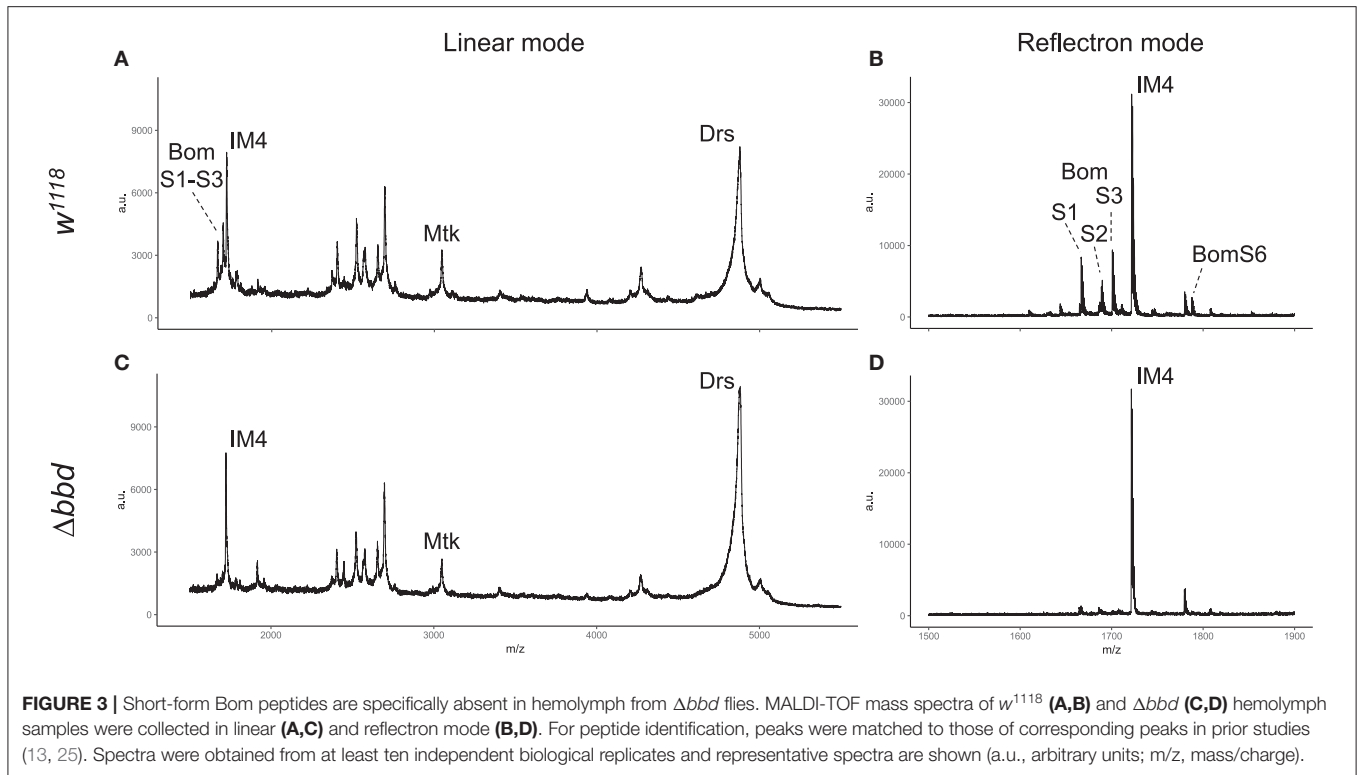 Linear mode
Reflectron mode
A
B
w1118
a.u.
9000
6000
3000
0
Bom
S1-S3
IM4
Mtk
Drs
2000
3000
4000
5000
a.u.
30000
20000
10000
0
IM4
Bom
S3
S1
S2
BomS6
C
D
Δbbd
a.u.
9000
6000
3000
0
IM4
Mtk
Drs
2000
3000
4000
5000
m/z
a.u.
30000
20000
10000
0
IM4
1500
1600
1700
1800
1900
m/z
FIGURE 3 | Short-form Bom peptides are specifically absent in hemolymph from Δbbd flies. MALDI-TOF mass spectra of w1118 (A,B) and Δbbd (C,D) hemolymph
samples were collected in linear (A,C) and reflectron mode (B,D). For peptide identification, peaks were matched to those of corresponding peaks in prior studies
(13, 25). Spectra were obtained from at least ten independent biological replicates and representative spectra are shown (a.u., arbitrary units; m/z, mass/charge).